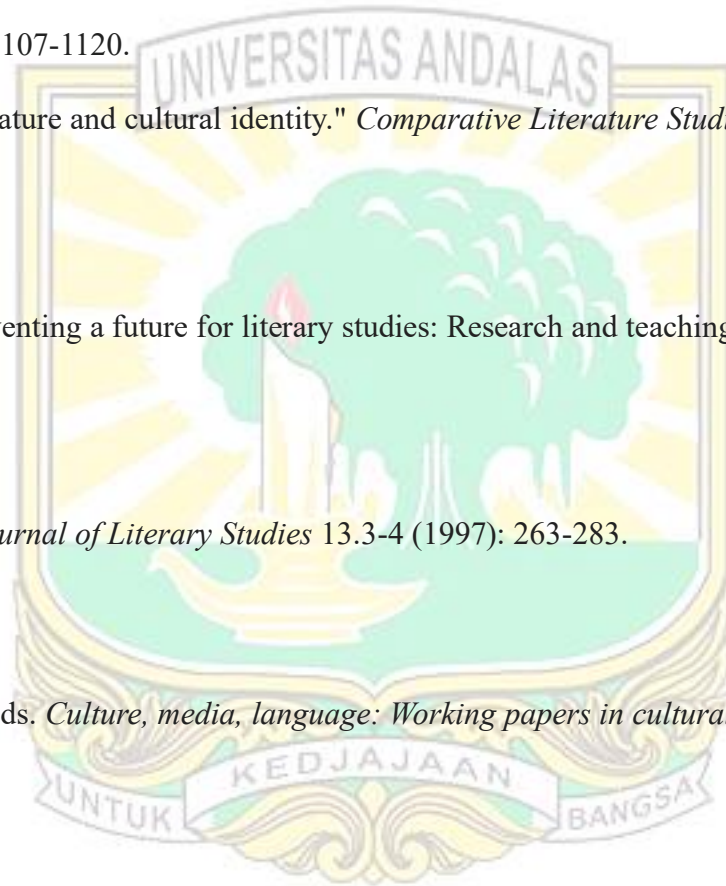 107-1120.
UNIVERSITAS ANDALAS
ature and cultural identity." Comparative Literature Studi
venting a future for literary studies: Research and teaching
urnal of Literary Studies 13.3-4 (1997): 263-283.
ds. Culture, media, language: Working papers in cultura
UNTUK KEDJAJAAN BANGSA